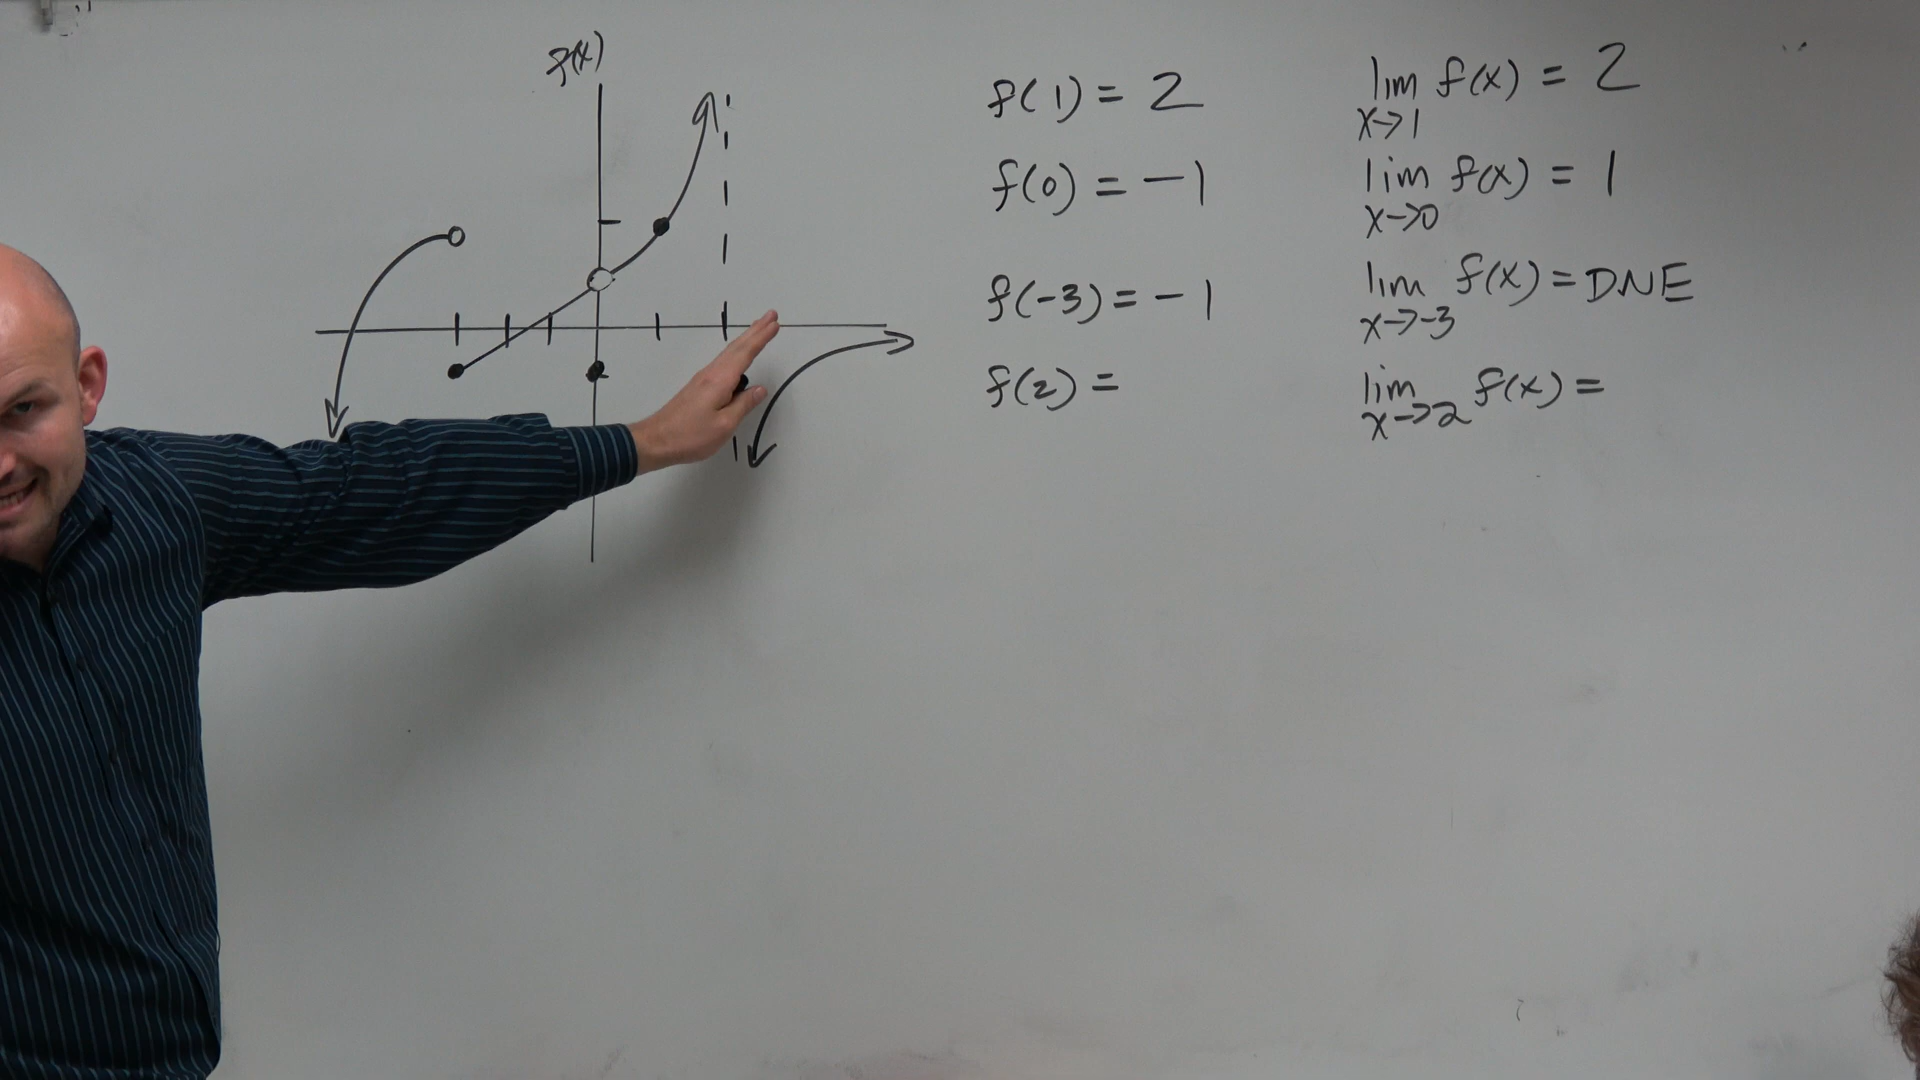 f(x)
f(1) = 2
f(0) = -1
f(-3) = -1
f(2) =
lim f(x) = 2
x→1
lim f(x) = 1
x→0
lim f(x) = DNE
x→-3
lim f(x) =
x→2